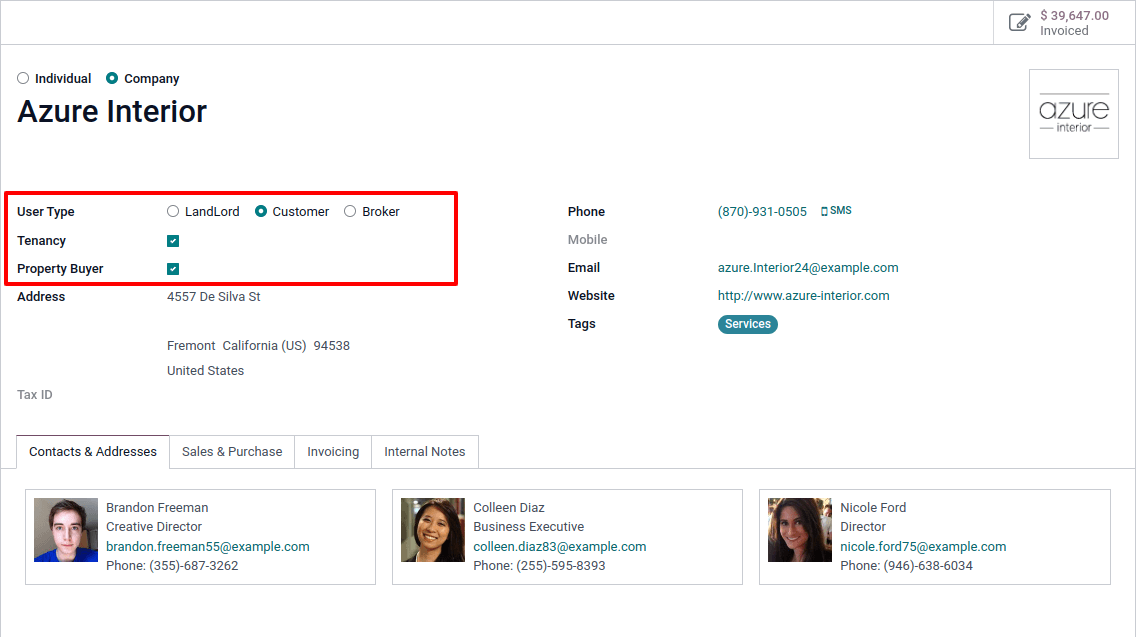 $ 39,647.00
Invoiced
Individual Company
Azure Interior
azure
interior
User Type LandLord Customer Broker
Tenancy
Property Buyer
Address 4557 De Silva St
Fremont California (US) 94538
United States
Tax ID
Phone (870)-931-0505 SMS
Mobile
Email azure.Interior24@example.com
Website http://www.azure-interior.com
Tags Services
Contacts & Addresses Sales & Purchase Invoicing Internal Notes
Brandon Freeman
Creative Director
brandon.freeman55@example.com
Phone: (355)-687-3262
Colleen Diaz
Business Executive
colleen.diaz83@example.com
Phone: (255)-595-8393
Nicole Ford
Director
nicole.ford75@example.com
Phone: (946)-638-6034